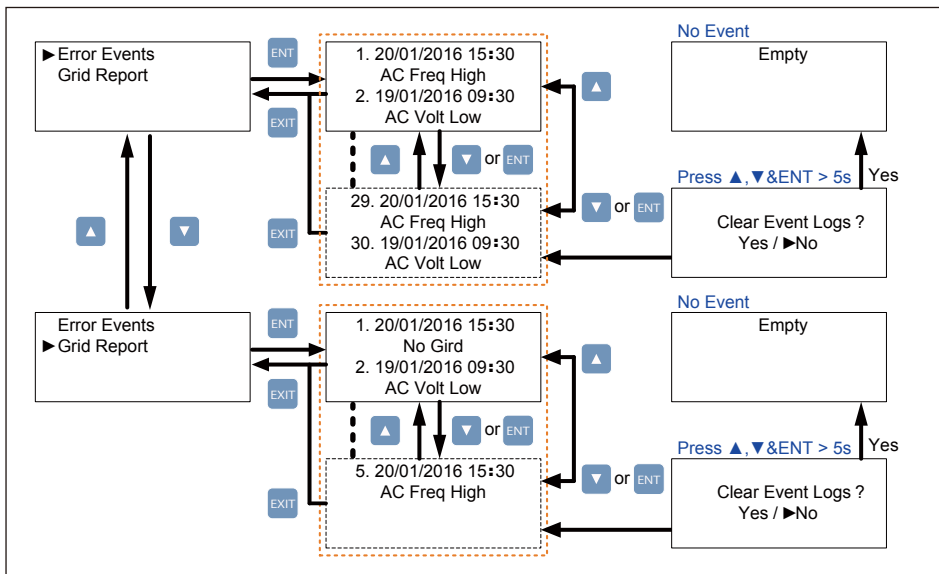 ►Error Events
Grid Report
ENT
EXIT
1. 20/01/2016 15:30
AC Freq High
2. 19/01/2016 09:30
AC Volt Low
▲
▼ or ENT
29. 20/01/2016 15:30
AC Freq High
30. 19/01/2016 09:30
AC Volt Low
EXIT
▲
▼ or ENT
No Event
Empty
Press ▲,▼&ENT > 5s
Yes
Clear Event Logs ?
Yes / ►No
▲
▼
Error Events
►Grid Report
ENT
EXIT
1. 20/01/2016 15:30
No Gird
2. 19/01/2016 09:30
AC Volt Low
▲
▼ or ENT
5. 20/01/2016 15:30
AC Freq High
EXIT
▲
▼ or ENT
No Event
Empty
Press ▲,▼&ENT > 5s
Yes
Clear Event Logs ?
Yes / ►No